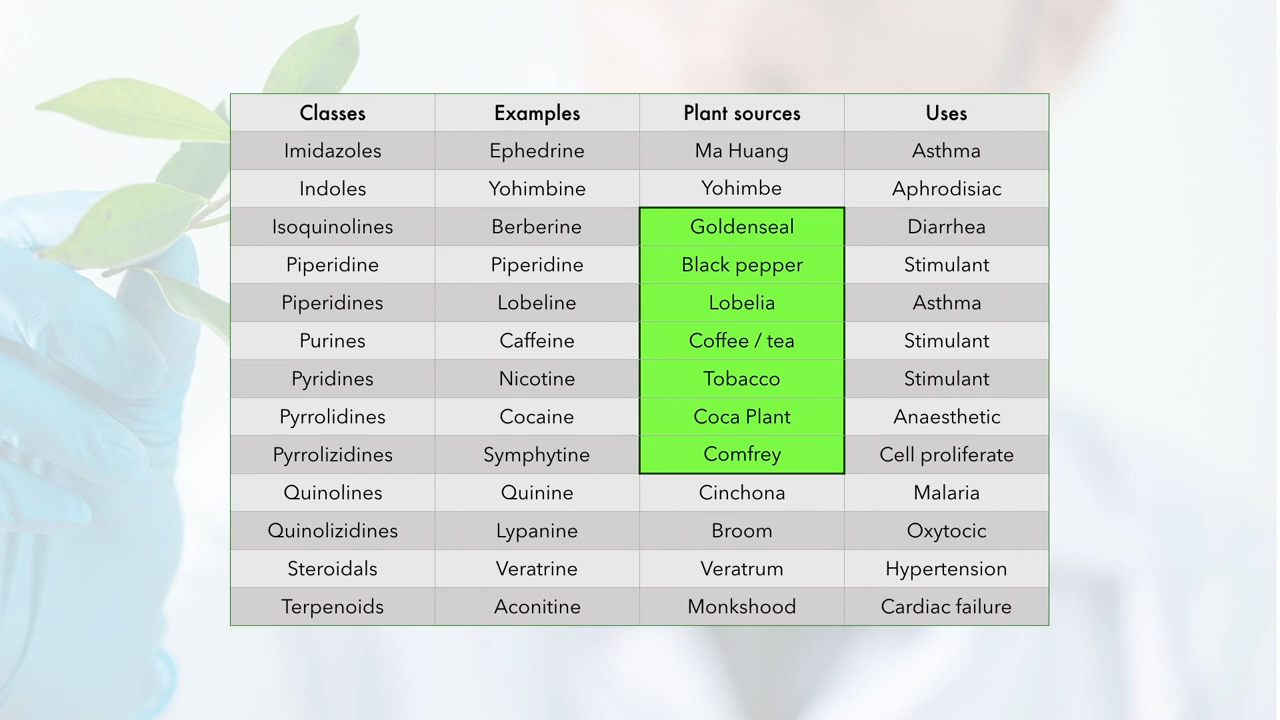 Classes Examples Plant sources Uses
Imidazoles Ephedrine Ma Huang Asthma
Indoles Yohimbine Yohimbe Aphrodisiac
Isoquinolines Berberine Goldenseal Diarrhea
Piperidine Piperidine Black pepper Stimulant
Piperidines Lobeline Lobelia Asthma
Purines Caffeine Coffee / tea Stimulant
Pyridines Nicotine Tobacco Stimulant
Pyrrolidines Cocaine Coca Plant Anaesthetic
Pyrrolizidines Symphytine Comfrey Cell proliferate
Quinolines Quinine Cinchona Malaria
Quinolizidines Lypanine Broom Oxytocic
Steroidals Veratrine Veratrum Hypertension
Terpenoids Aconitine Monkshood Cardiac failure